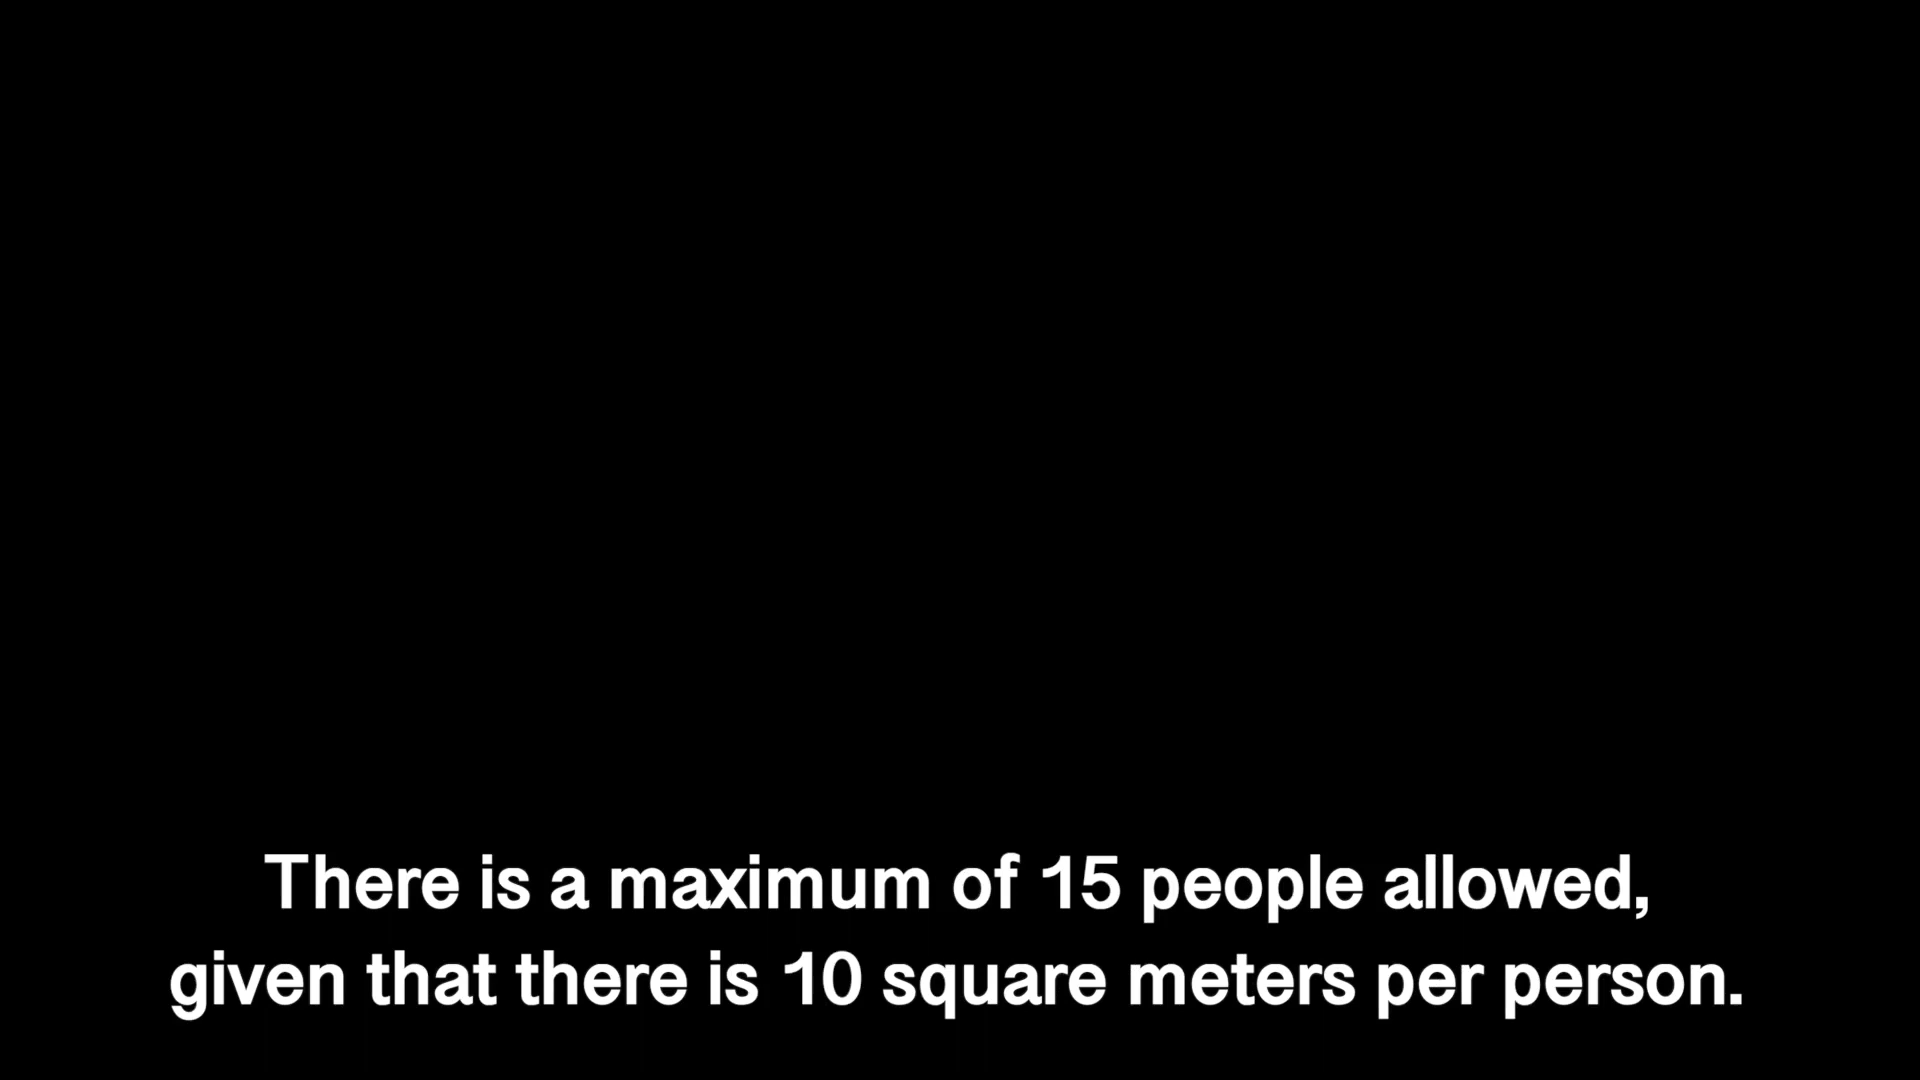 There is a maximum of 15 people allowed,
given that there is 10 square meters per person.